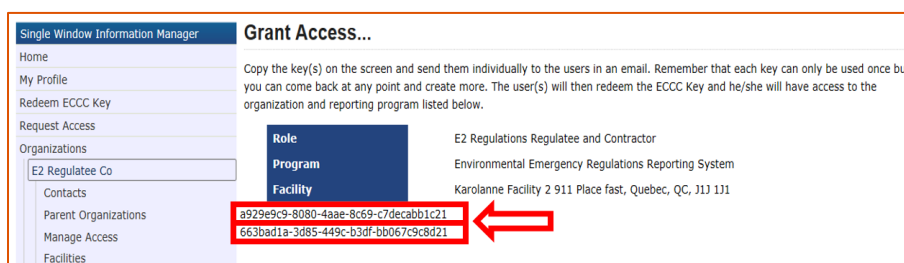 Single Window Information Manager
Home
My Profile
Redeem ECCC Key
Request Access
Organizations
E2 Regulatee Co
Contacts
Parent Organizations
Manage Access
Facilities
Grant Access...
Copy the key(s) on the screen and send them individually to the users in an email. Remember that each key can only be used once bu
you can come back at any point and create more. The user(s) will then redeem the ECCC Key and he/she will have access to the
organization and reporting program listed below.
Role E2 Regulations Regulatee and Contractor
Program Environmental Emergency Regulations Reporting System
Facility Karolanne Facility 2 911 Place fast, Quebec, QC, J1J 1J1
a929e9c9-8080-4aae-8c69-c7decabb1c21
663bad1a-3d85-449c-b3df-bb067c9c8d21